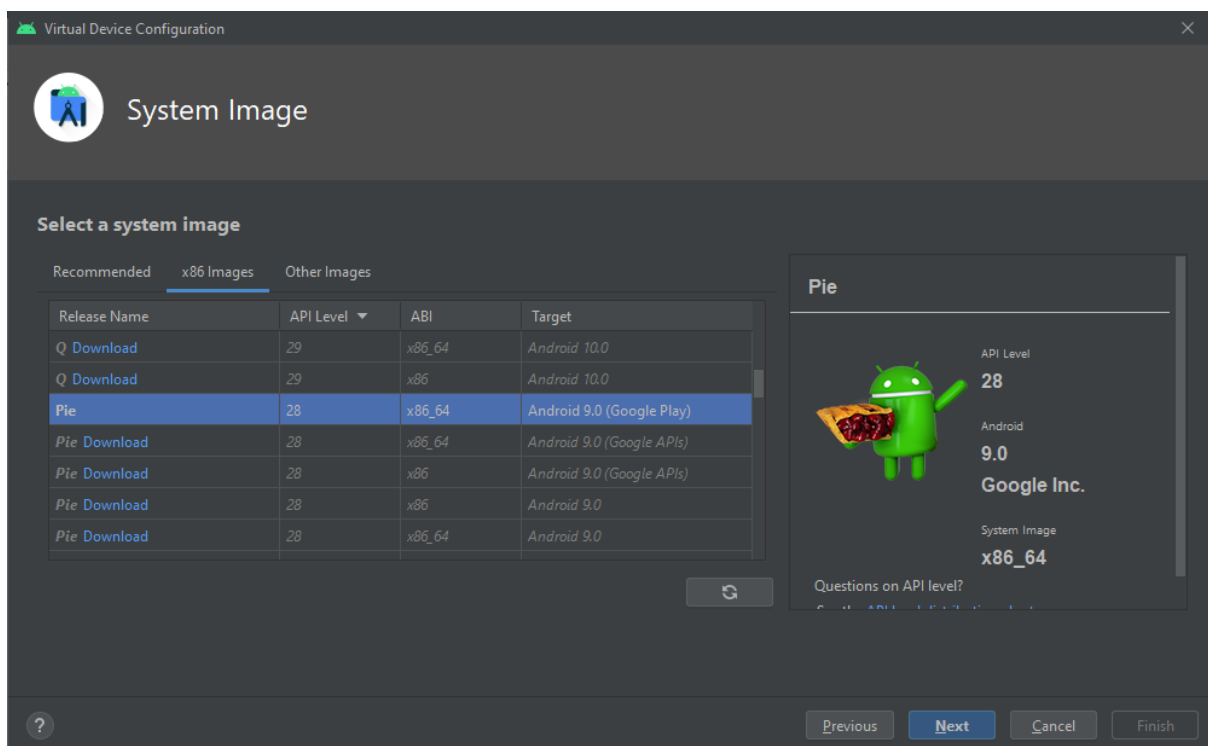 Virtual Device Configuration
System Image
Select a system image
Recommended x86 Images Other Images
Release Name API Level ABI Target
Q Download 29 x86_64 Android 10.0
Q Download 29 x86 Android 10.0
Pie 28 x86_64 Android 9.0 (Google Play)
Pie Download 28 x86_64 Android 9.0 (Google APIs)
Pie Download 28 x86 Android 9.0 (Google APIs)
Pie Download 28 x86 Android 9.0
Pie Download 28 x86_64 Android 9.0
Pie
API Level
28
Android
9.0
Google Inc.
System Image
x86_64
Questions on API level?
?
Previous Next Cancel Finish